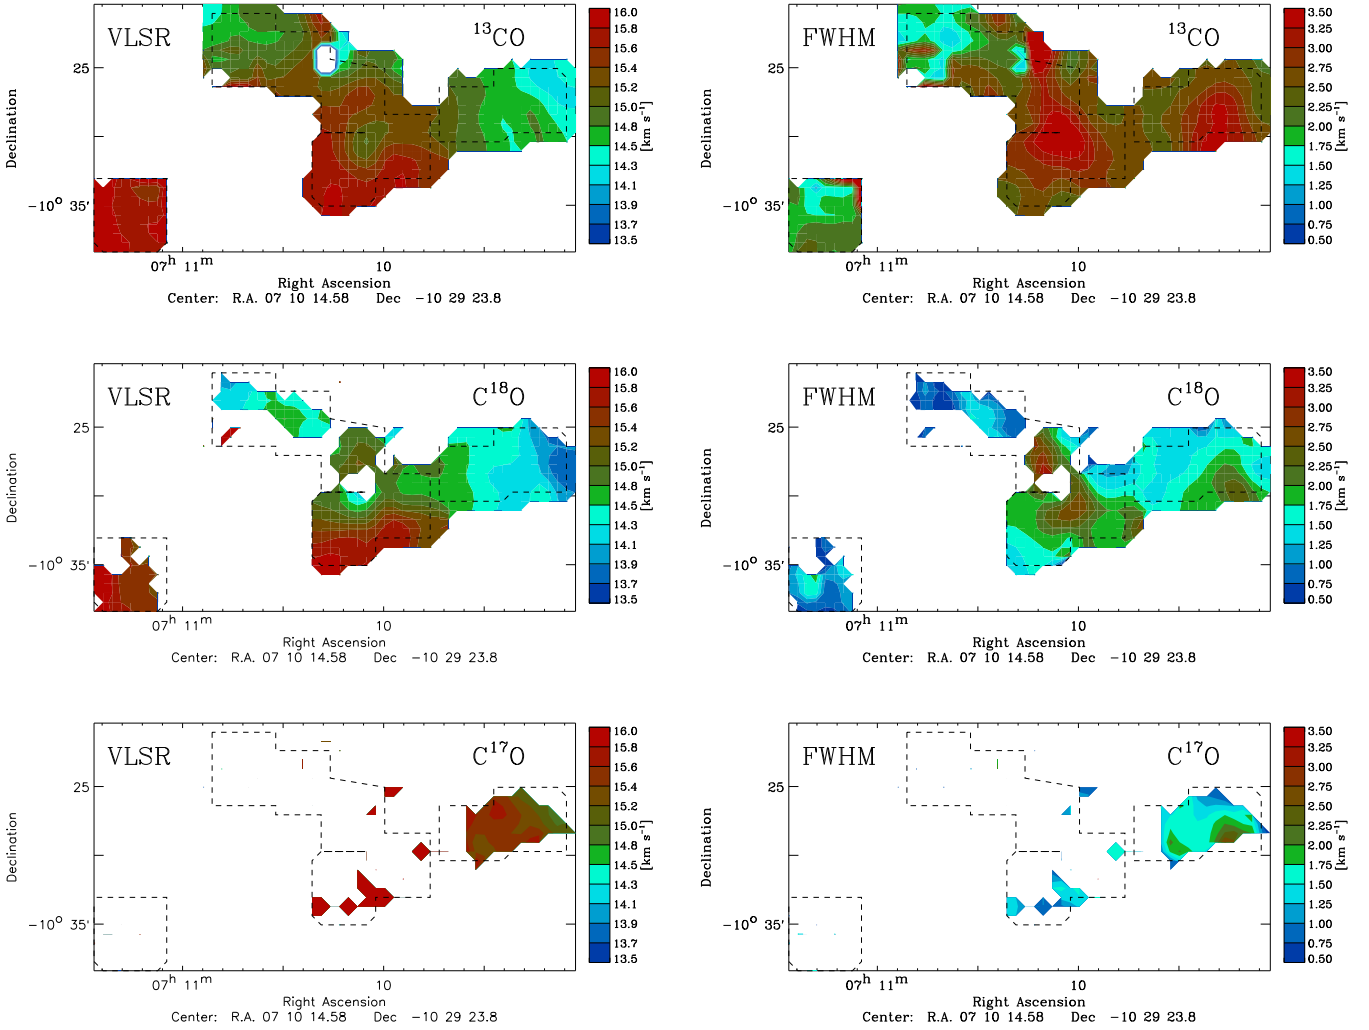 VLSR
¹³CO
25
-10° 35'
Declination
07ʰ 11ᵐ
10
Right Ascension
Center: R.A. 07 10 14.58 Dec -10 29 23.8
16.0
15.8
15.6
15.4
15.2
15.0
14.8
14.5
14.3
14.1
13.9
13.7
13.5
[km s⁻¹]
FWHM
¹³CO
25
-10° 35'
Declination
07ʰ 11ᵐ
10
Right Ascension
Center: R.A. 07 10 14.58 Dec -10 29 23.8
3.50
3.25
3.00
2.75
2.50
2.25
2.00
1.75
1.50
1.25
1.00
0.75
0.50
[km s⁻¹]
VLSR
C¹⁸O
25
-10° 35'
Declination
07ʰ 11ᵐ
10
Right Ascension
Center: R.A. 07 10 14.58 Dec -10 29 23.8
16.0
15.8
15.6
15.4
15.2
15.0
14.8
14.5
14.3
14.1
13.9
13.7
13.5
[km s⁻¹]
FWHM
C¹⁸O
25
-10° 35'
Declination
07ʰ 11ᵐ
10
Right Ascension
Center: R.A. 07 10 14.58 Dec -10 29 23.8
3.50
3.25
3.00
2.75
2.50
2.25
2.00
1.75
1.50
1.25
1.00
0.75
0.50
[km s⁻¹]
VLSR
C¹⁷O
25
-10° 35'
Declination
07ʰ 11ᵐ
10
Right Ascension
Center: R.A. 07 10 14.58 Dec -10 29 23.8
16.0
15.8
15.6
15.4
15.2
15.0
14.8
14.5
14.3
14.1
13.9
13.7
13.5
[km s⁻¹]
FWHM
C¹⁷O
25
-10° 35'
Declination
07ʰ 11ᵐ
10
Right Ascension
Center: R.A. 07 10 14.58 Dec -10 29 23.8
3.50
3.25
3.00
2.75
2.50
2.25
2.00
1.75
1.50
1.25
1.00
0.75
0.50
[km s⁻¹]